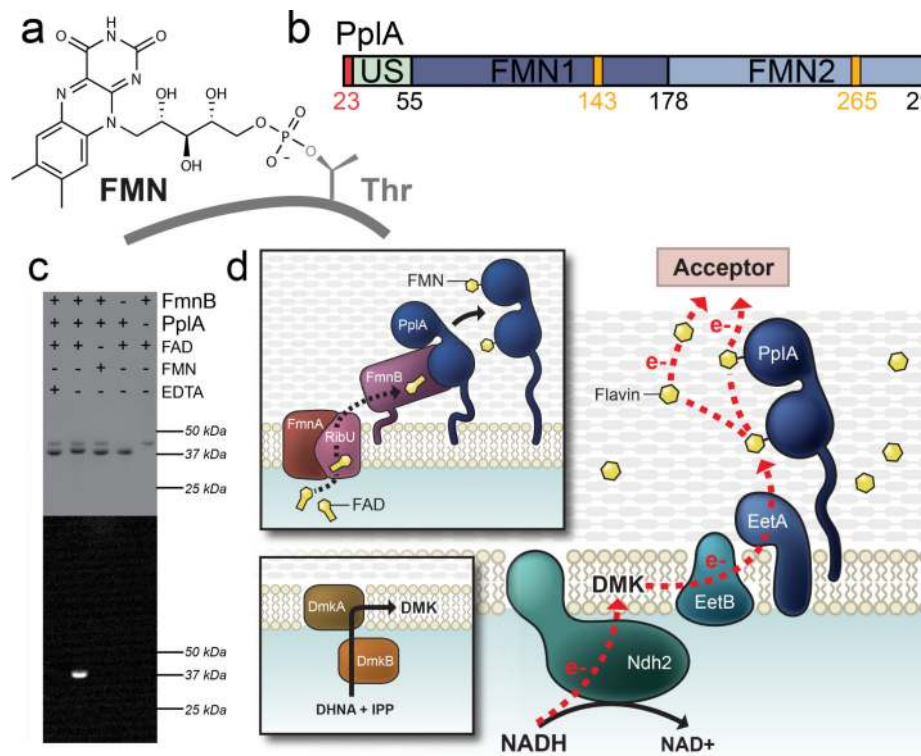 a
H
N
O
O
N
N
N
OH
OH
OH
O
P
O
O-
O
FMN
Thr
b
PplA
US
FMN1
FMN2
23
55
143
178
265
c
+ + + - + FmnB
+ + + + - PplA
+ + - + + FAD
- - + - - FMN
+ - - - - EDTA
50 kDa
37 kDa
25 kDa
50 kDa
37 kDa
25 kDa
d
FMN
PplA
FmnB
FmnA
RibU
FAD
DmkA
DMK
DmkB
DHNA + IPP
Acceptor
e-
e-
PplA
Flavin
EetA
e-
DMK
EetB
e-
Ndh2
NADH
NAD+